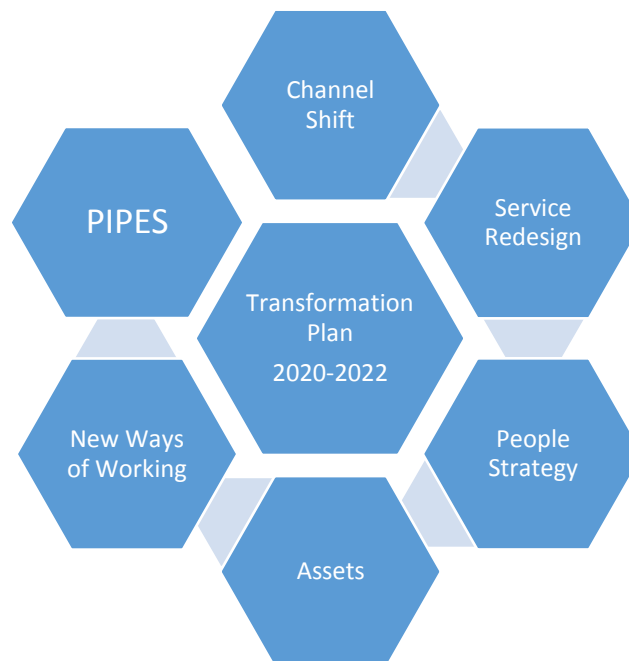 Channel
Shift
PIPES
Service
Redesign
Transformation
Plan
2020-2022
New Ways
of Working
People
Strategy
Assets